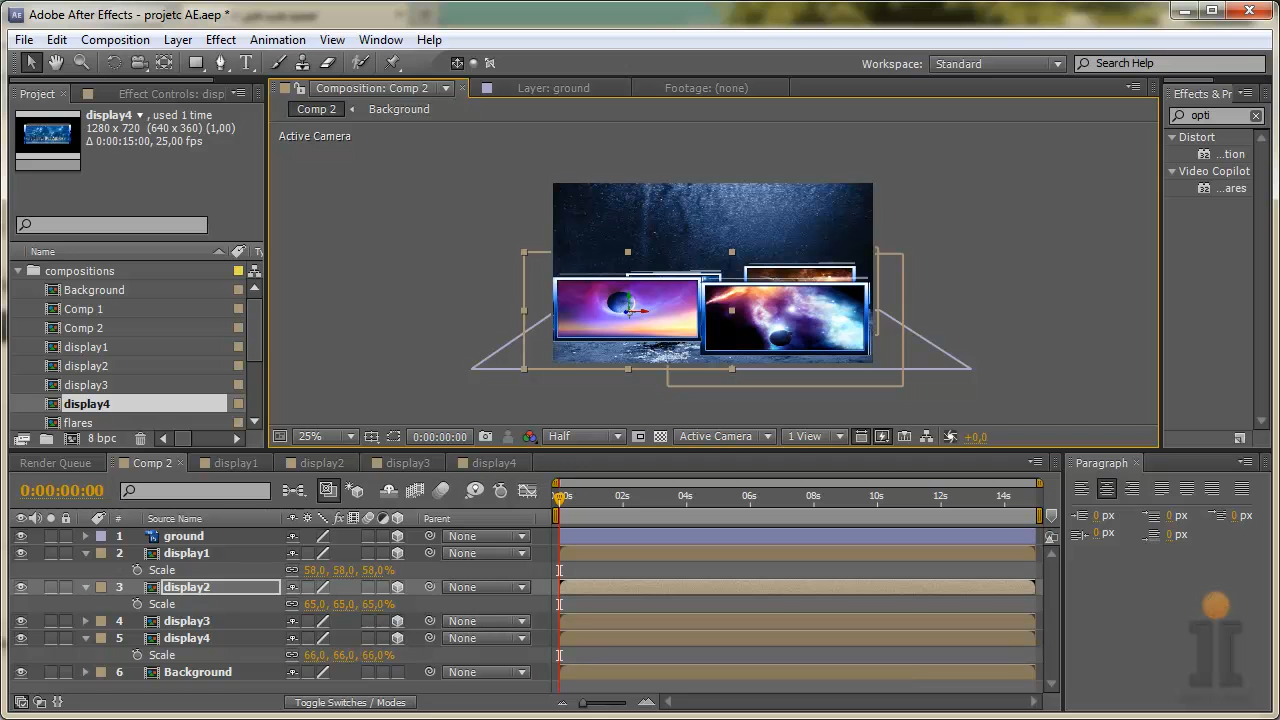 Adobe After Effects - projetc AE.aep *
File Edit Composition Layer Effect Animation View Window Help
Workspace: Standard Search Help
Project Effect Controls: disp
display4 , used 1 time
1280 x 720 (640 x 360) (1,00)
Δ 0:00:15:00, 25,00 fps
Name Ty
compositions
Background
Comp 1
Comp 2
display1
display2
display3
display4
flares
8 bpc
Composition: Comp 2 Layer: ground Footage: (none)
Comp 2 Background
Active Camera
25% 0:00:00:00 Half Active Camera 1 View +0,0
Effects & Pr
opti
Distort
...tion
Video Copilot
...ares
Render Queue Comp 2 display1 display2 display3 display4
0:00:00:00
# Source Name Parent
0s 02s 04s 06s 08s 10s 12s 14s
1 ground None
2 display1 None
Scale 58,0, 58,0, 58,0%
3 display2 None
Scale 65,0, 65,0, 65,0%
4 display3 None
5 display4 None
Scale 66,0, 66,0, 66,0%
6 Background None
Toggle Switches / Modes
Paragraph
0 px 0 px 0 px
0 px 0 px